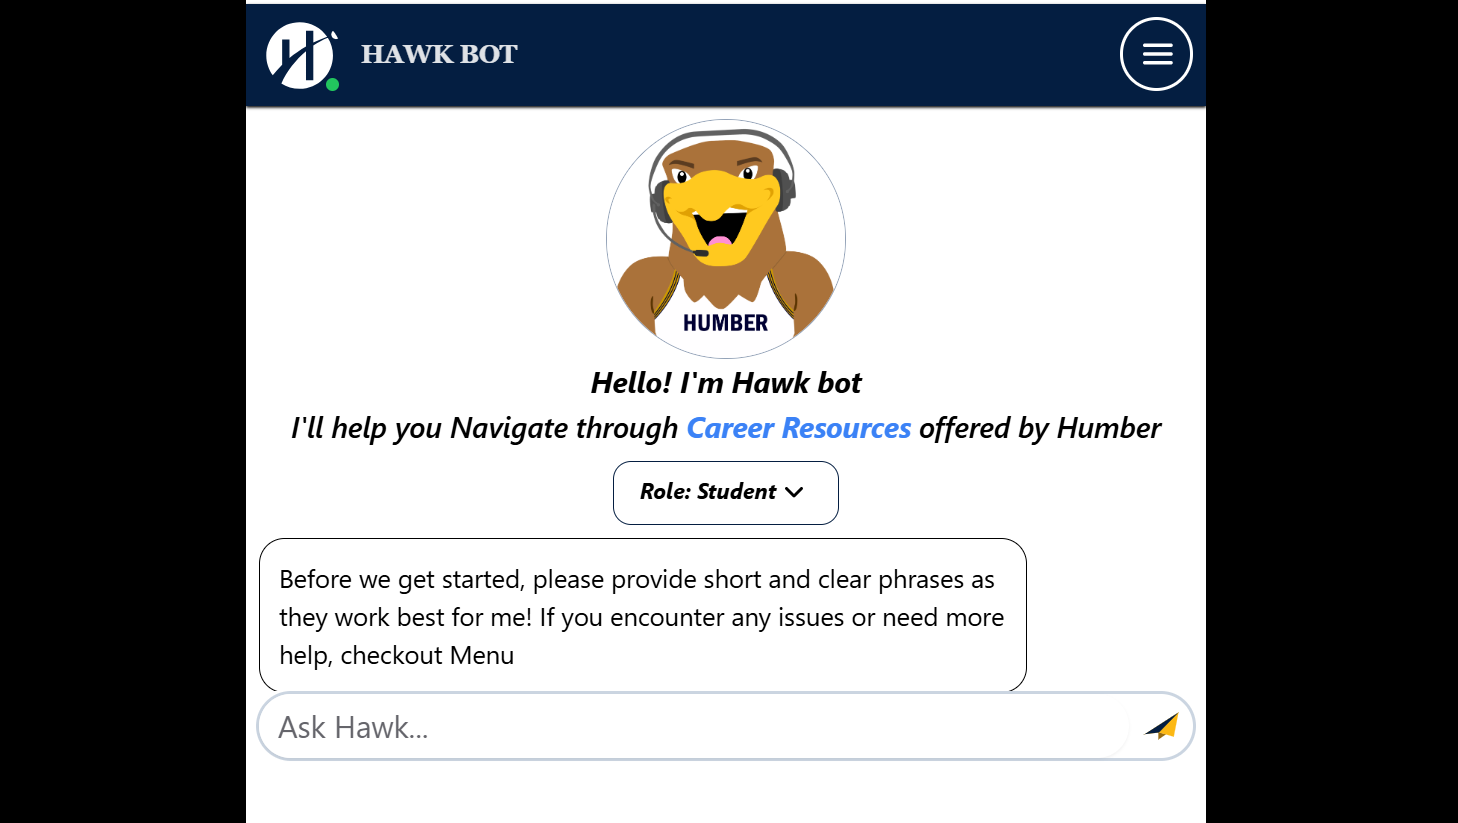 HAWK BOT
HUMBER
Hello! I'm Hawk bot
I'll help you Navigate through Career Resources offered by Humber
Role: Student
Before we get started, please provide short and clear phrases as
they work best for me! If you encounter any issues or need more
help, checkout Menu
Ask Hawk...